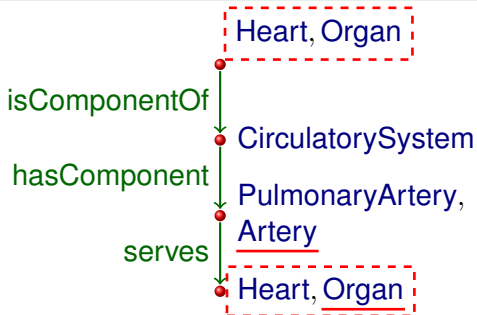 Heart, Organ
isComponentOf
CirculatorySystem
hasComponent
PulmonaryArtery,
Artery
serves
Heart, Organ